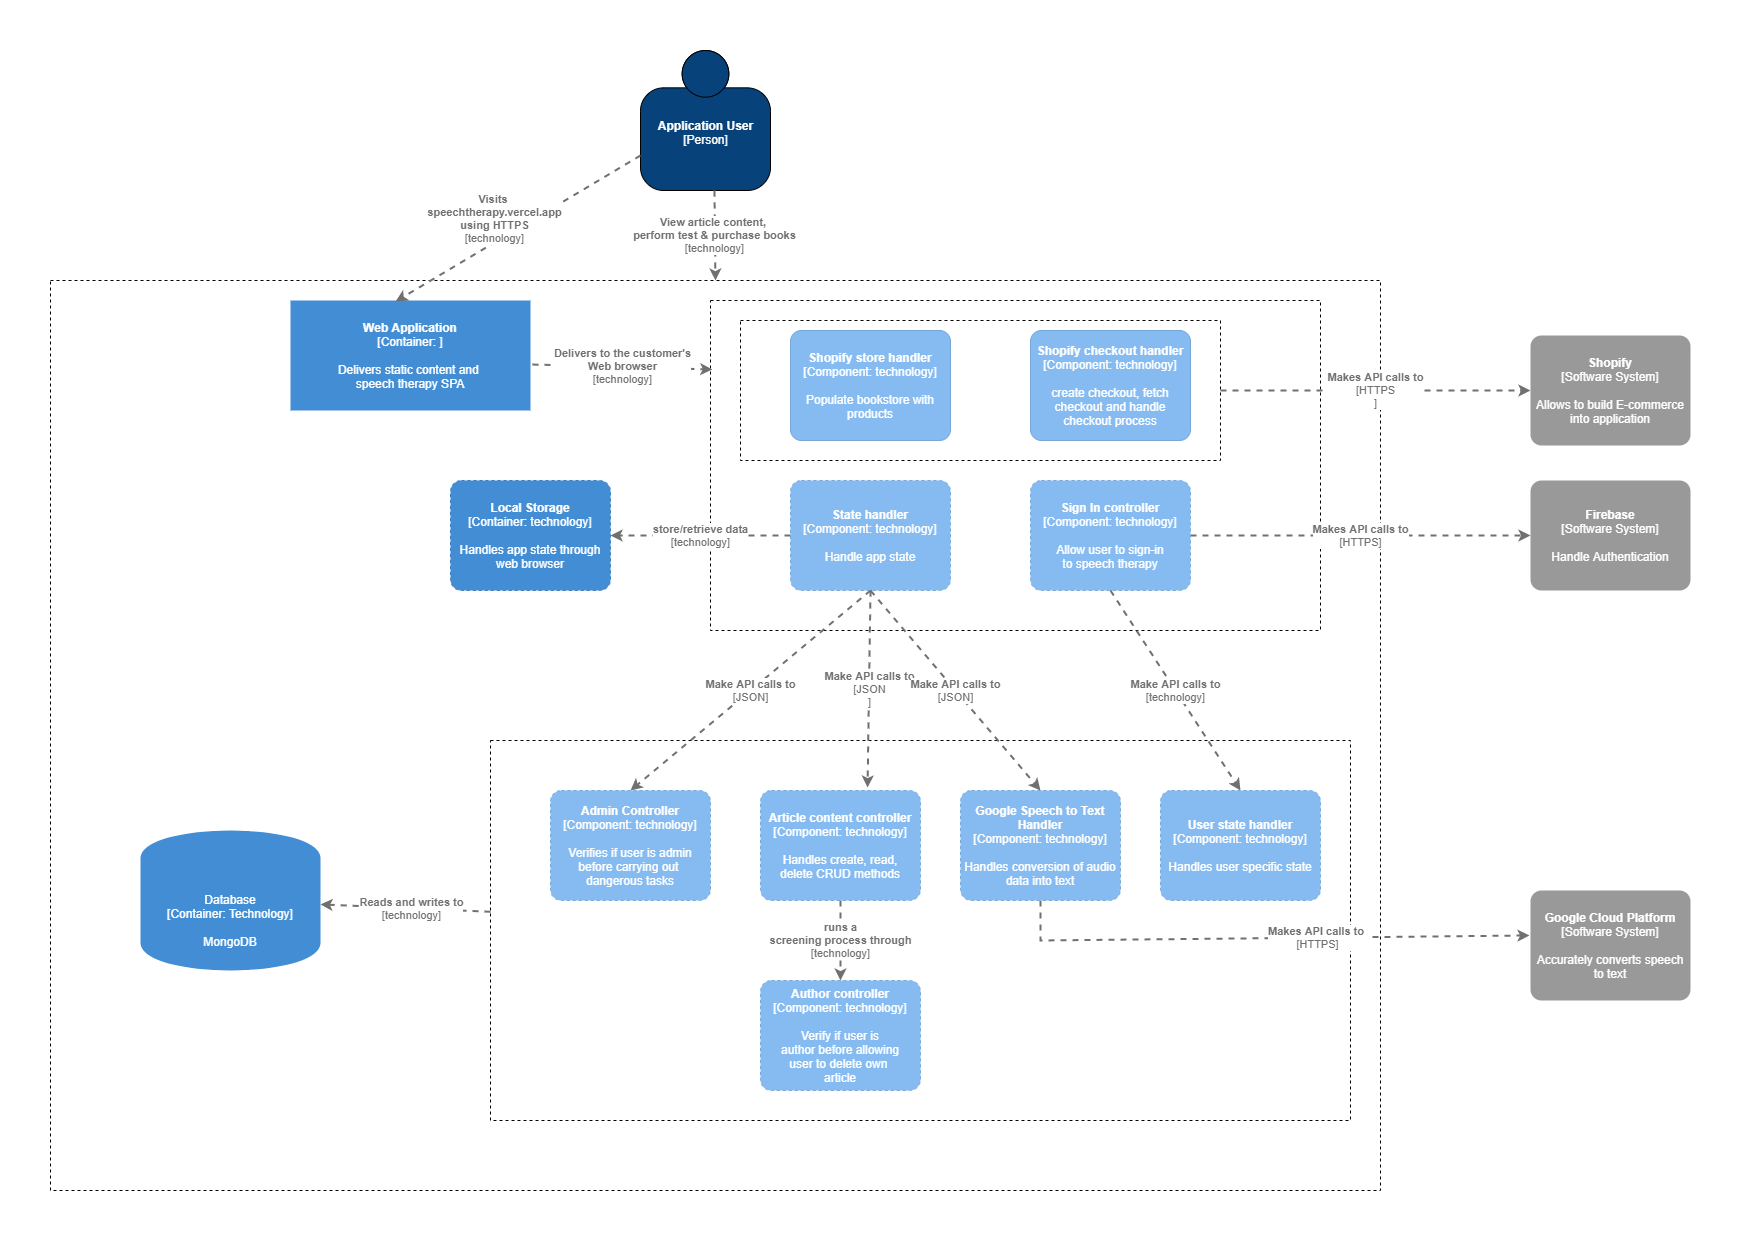 Application User
[Person]
Visits
speechtherapy.vercel.app
using HTTPS
[technology]
View article content,
perform test & purchase books
[technology]
Web Application
[Container: ]
Delivers static content and
speech therapy SPA
Delivers to the customer's
Web browser
[technology]
Shopify store handler
[Component: technology]
Populate bookstore with
products
Shopify checkout handler
[Component: technology]
create checkout, fetch
checkout and handle
checkout process
Makes API calls to
[HTTPS
]
Shopify
[Software System]
Allows to build E-commerce
into application
Local Storage
[Container: technology]
Handles app state through
web browser
store/retrieve data
[technology]
State handler
[Component: technology]
Handle app state
Sign In controller
[Component: technology]
Allow user to sign-in
to speech therapy
Makes API calls to
[HTTPS]
Firebase
[Software System]
Handle Authentication
Make API calls to
[JSON]
Make API calls to
[JSON
]
Make API calls to
[JSON]
Make API calls to
[technology]
Admin Controller
[Component: technology]
Verifies if user is admin
before carrying out
dangerous tasks
Article content controller
[Component: technology]
Handles create, read,
delete CRUD methods
Google Speech to Text
Handler
[Component: technology]
Handles conversion of audio
data into text
User state handler
[Component: technology]
Handles user specific state
Database
[Container: Technology]
MongoDB
Reads and writes to
[technology]
runs a
screening process through
[technology]
Makes API calls to
[HTTPS]
Google Cloud Platform
[Software System]
Accurately converts speech
to text
Author controller
[Component: technology]
Verify if user is
author before allowing
user to delete own
article